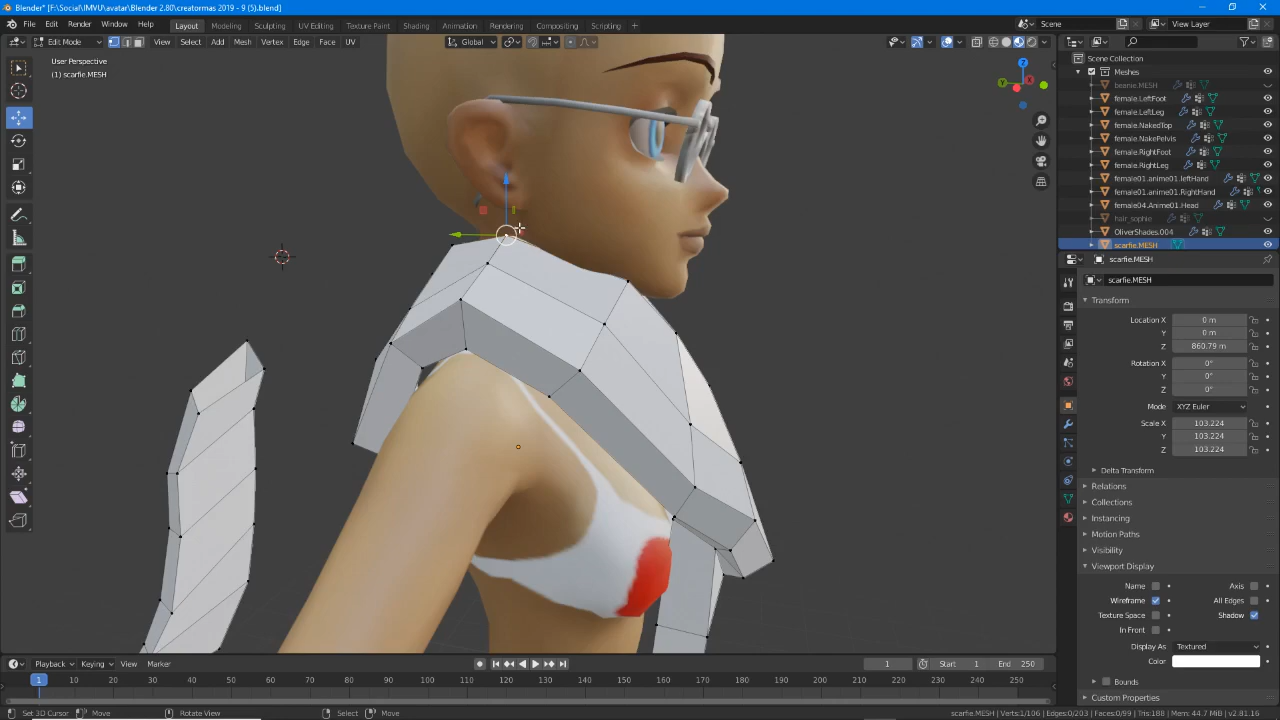 Blender* [F:\Social\IMVU\avatar\Blender 2.80\creatormas 2019 - 9 (5).blend]
File Edit Render Window Help Layout Modeling Sculpting UV Editing Texture Paint Shading Animation Rendering Compositing Scripting + Scene View Layer
Edit Mode View Select Add Mesh Vertex Edge Face UV Global
User Perspective
(1) scarfie.MESH
Z
Y
X
Scene Collection
Meshes
beanie.MESH
female.LeftFoot
female.LeftLeg
female.NakedTop
female.NakePelvis
female.RightFoot
female.RightLeg
female01.anime01.leftHand
female01.anime01.RightHand
female04.Anime01.Head
hair_sophie
OliverShades.004
scarfie.MESH
scarfie.MESH
scarfie.MESH
Transform
Location X 0 m
Y 0 m
Z 860.79 m
Rotation X 0°
Y 0°
Z 0°
Mode XYZ Euler
Scale X 103.224
Y 103.224
Z 103.224
Delta Transform
Relations
Collections
Instancing
Motion Paths
Visibility
Viewport Display
Name Axis
Wireframe All Edges
Texture Space Shadow
In Front
Display As Textured
Color
Bounds
Custom Properties
Playback Keying View Marker 1 Start 1 End 250
1 10 20 30 40 50 60 70 80 90 100 110 120 130 140 150 160 170 180 190 200 210 220 230 240 250
Set 3D Cursor Move Rotate View Select Move scarfie.MESH | Verts:1/106 | Edges:0/203 | Faces:0/99 | Tris:188 | Mem: 44.7 MiB | v2.81.16